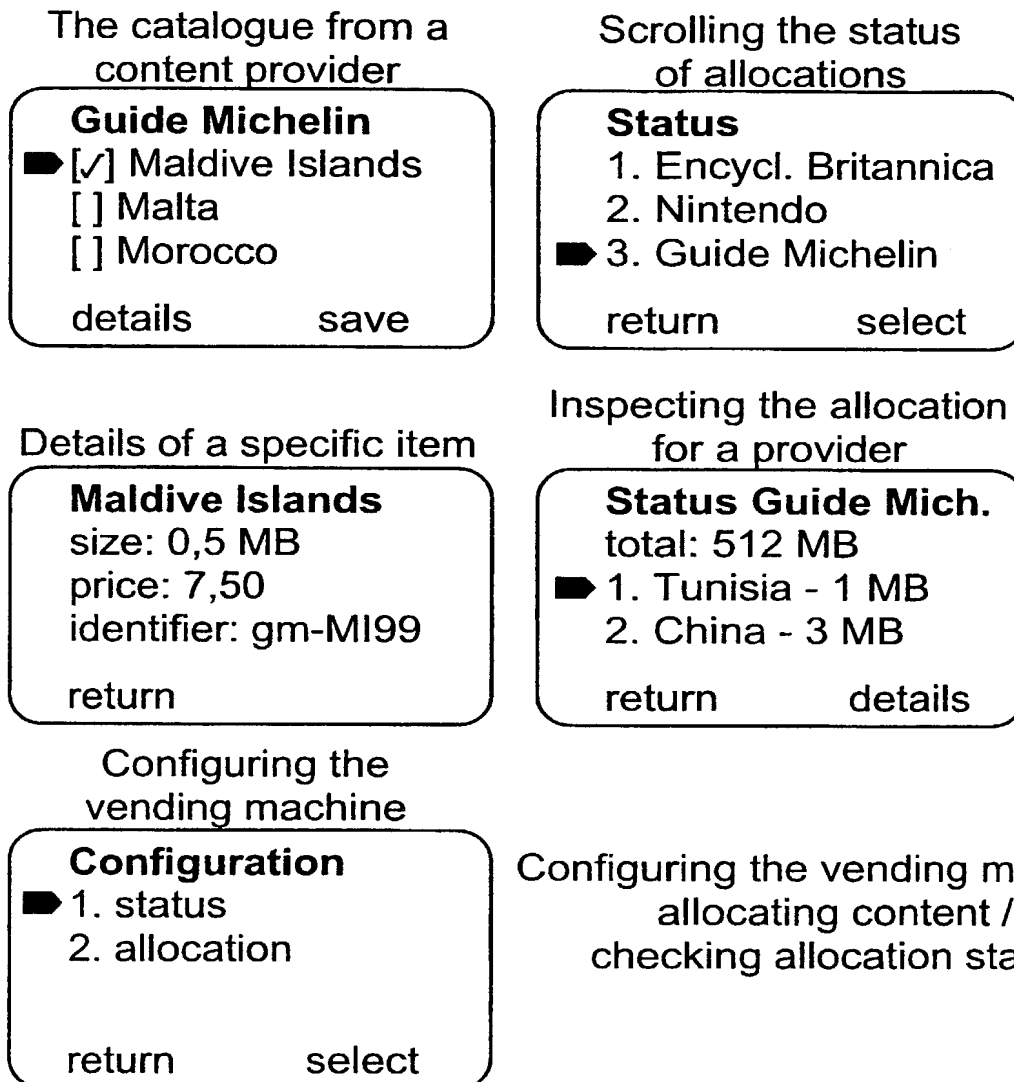 The catalogue from a
content provider
Guide Michelin
[✓] Maldive Islands
[ ] Malta
[ ] Morocco
details save
Scrolling the status
of allocations
Status
1. Encycl. Britannica
2. Nintendo
3. Guide Michelin
return select
Details of a specific item
Maldive Islands
size: 0,5 MB
price: 7,50
identifier: gm-MI99
return
Inspecting the allocation
for a provider
Status Guide Mich.
total: 512 MB
1. Tunisia - 1 MB
2. China - 3 MB
return details
Configuring the
vending machine
Configuration
1. status
2. allocation
return select
Configuring the vending m
allocating content /
checking allocation sta